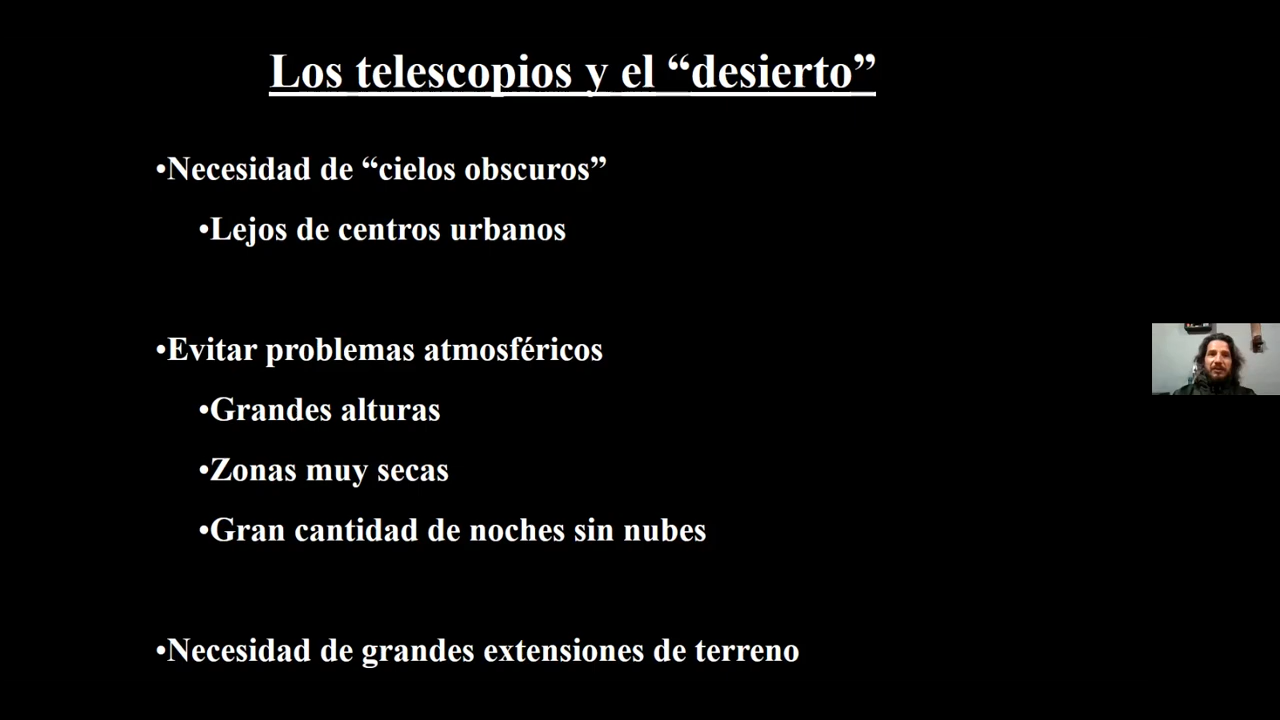 Los telescopios y el “desierto”
•Necesidad de “cielos obscuros”
•Lejos de centros urbanos
•Evitar problemas atmosféricos
•Grandes alturas
•Zonas muy secas
•Gran cantidad de noches sin nubes
•Necesidad de grandes extensiones de terreno